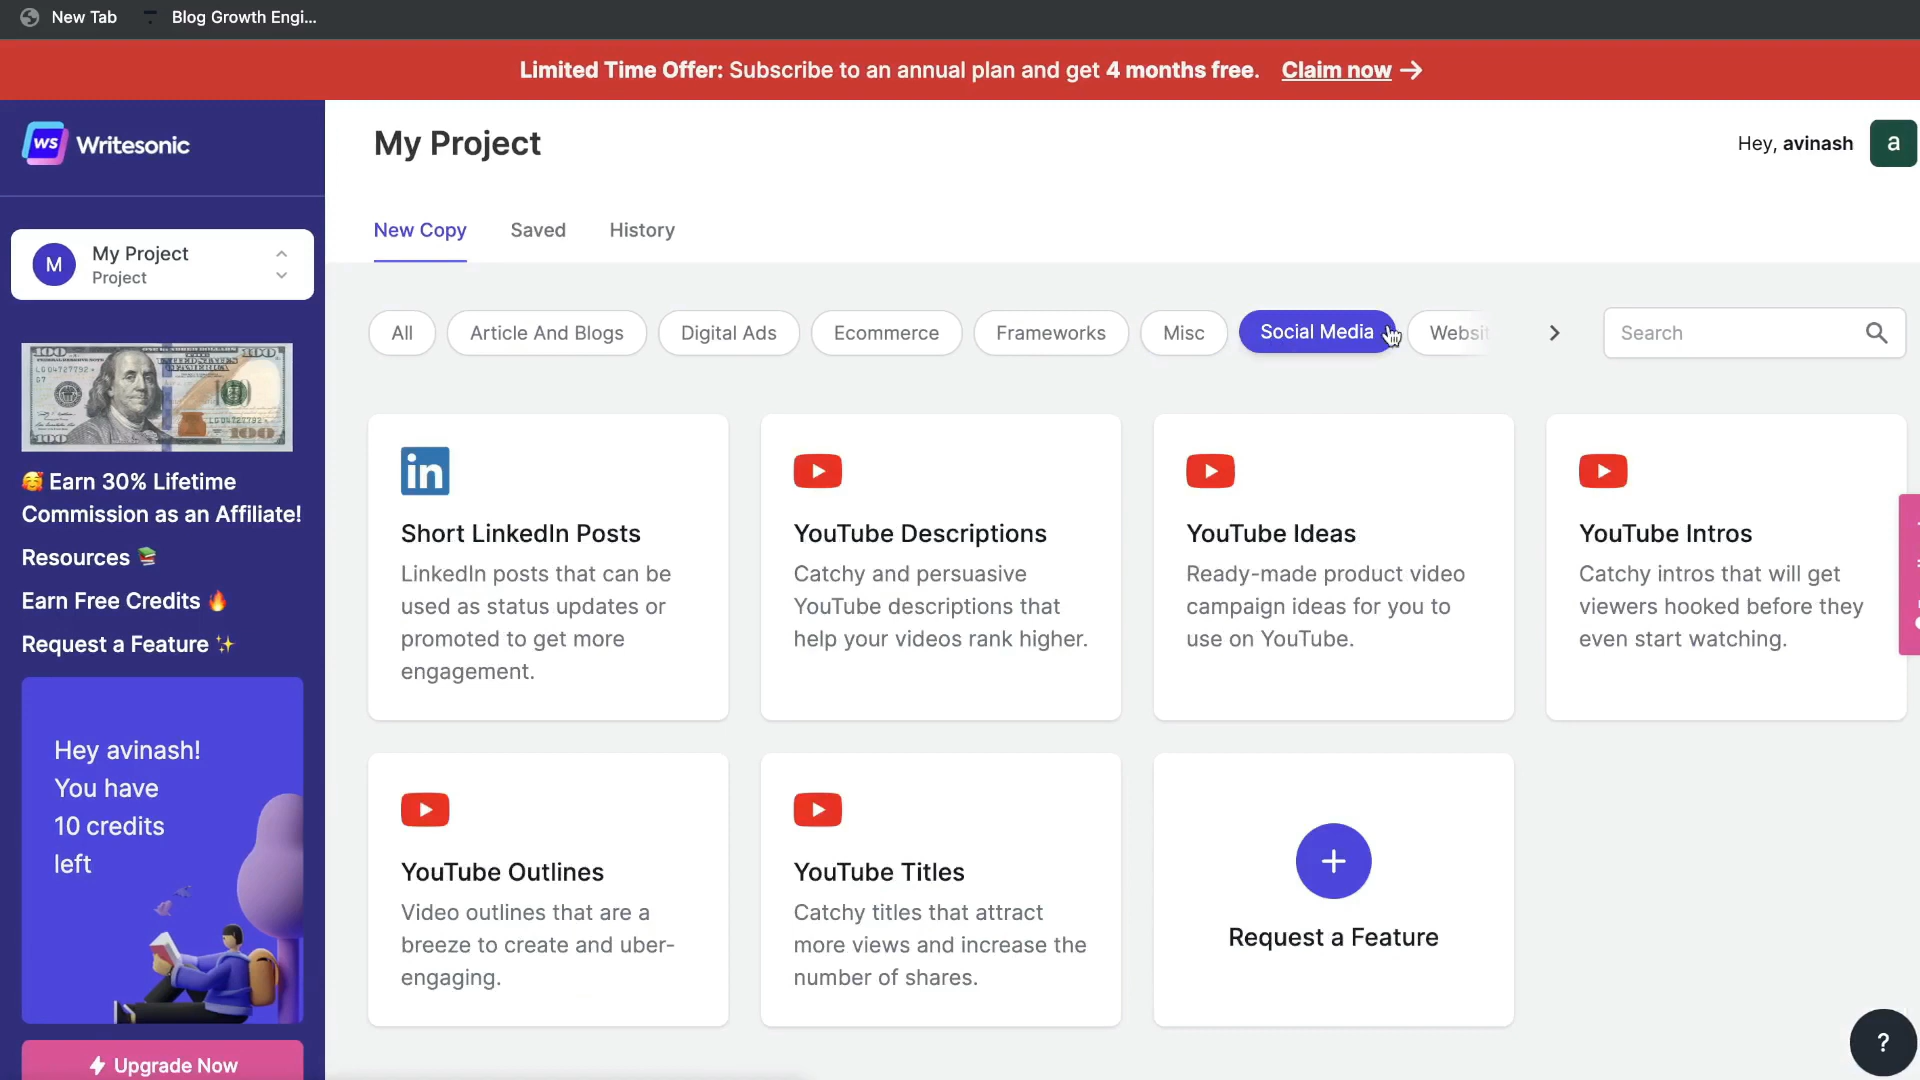 New Tab
Blog Growth Engi...
Limited Time Offer: Subscribe to an annual plan and get 4 months free. Claim now →
ws Writesonic
My Project
Hey, avinash
a
New Copy
Saved
History
M
My Project
Project
All
Article And Blogs
Digital Ads
Ecommerce
Frameworks
Misc
Social Media
Websit
Search
🥰 Earn 30% Lifetime
Commission as an Affiliate!
Resources 📚
Earn Free Credits 🔥
Request a Feature ✨
Hey avinash!
You have
10 credits
left
Upgrade Now
in
Short LinkedIn Posts
LinkedIn posts that can be
used as status updates or
promoted to get more
engagement.
YouTube Descriptions
Catchy and persuasive
YouTube descriptions that
help your videos rank higher.
YouTube Ideas
Ready-made product video
campaign ideas for you to
use on YouTube.
YouTube Intros
Catchy intros that will get
viewers hooked before they
even start watching.
YouTube Outlines
Video outlines that are a
breeze to create and uber-
engaging.
YouTube Titles
Catchy titles that attract
more views and increase the
number of shares.
+
Request a Feature
?